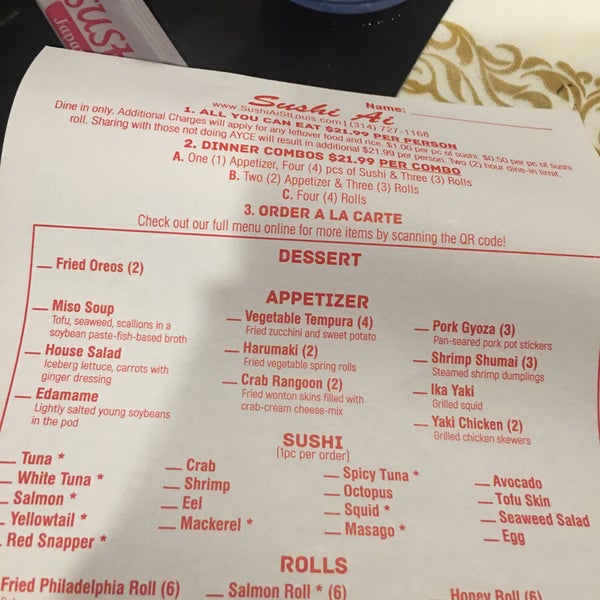 SUSHI
Japa
Sushi Ai
Name:
www.SushiAiStLouis.com | (314) 727-1168
1. ALL YOU CAN EAT $21.99 PER PERSON
Dine in only. Additional Charges will apply for any leftover food and rice. $1.00 per pc of sushi. $0.50 per pc of sushi
roll. Sharing with those not doing AYCE will result in additional $21.99 per person. Two (2) hour dine-in limit.
2. DINNER COMBOS $21.99 PER COMBO
A. One (1) Appetizer, Four (4) pcs of Sushi & Three (3) Rolls
B. Two (2) Appetizer & Three (3) Rolls
C. Four (4) Rolls
3. ORDER A LA CARTE
Check out our full menu online for more items by scanning the QR code!
DESSERT
Fried Oreos (2)
APPETIZER
Miso Soup
Tofu, seaweed, scallions in a
soybean paste-fish-based broth
House Salad
Iceberg lettuce, carrots with
ginger dressing
Edamame
Lightly salted young soybeans
in the pod
Vegetable Tempura (4)
Fried zucchini and sweet potato
Harumaki (2)
Fried vegetable spring rolls
Crab Rangoon (2)
Fried wonton skins filled with
crab-cream cheese-mix
Pork Gyoza (3)
Pan-seared pork pot stickers
Shrimp Shumai (3)
Steamed shrimp dumplings
Ika Yaki
Grilled squid
Yaki Chicken (2)
Grilled chicken skewers
SUSHI
(1pc per order)
Tuna *
White Tuna *
Salmon *
Yellowtail *
Red Snapper *
Crab
Shrimp
Eel
Mackerel *
Spicy Tuna *
Octopus
Squid *
Masago *
Avocado
Tofu Skin
Seaweed Salad
Egg
ROLLS
Fried Philadelphia Roll (6)
Salmon Roll * (6)
Honey Roll (6)